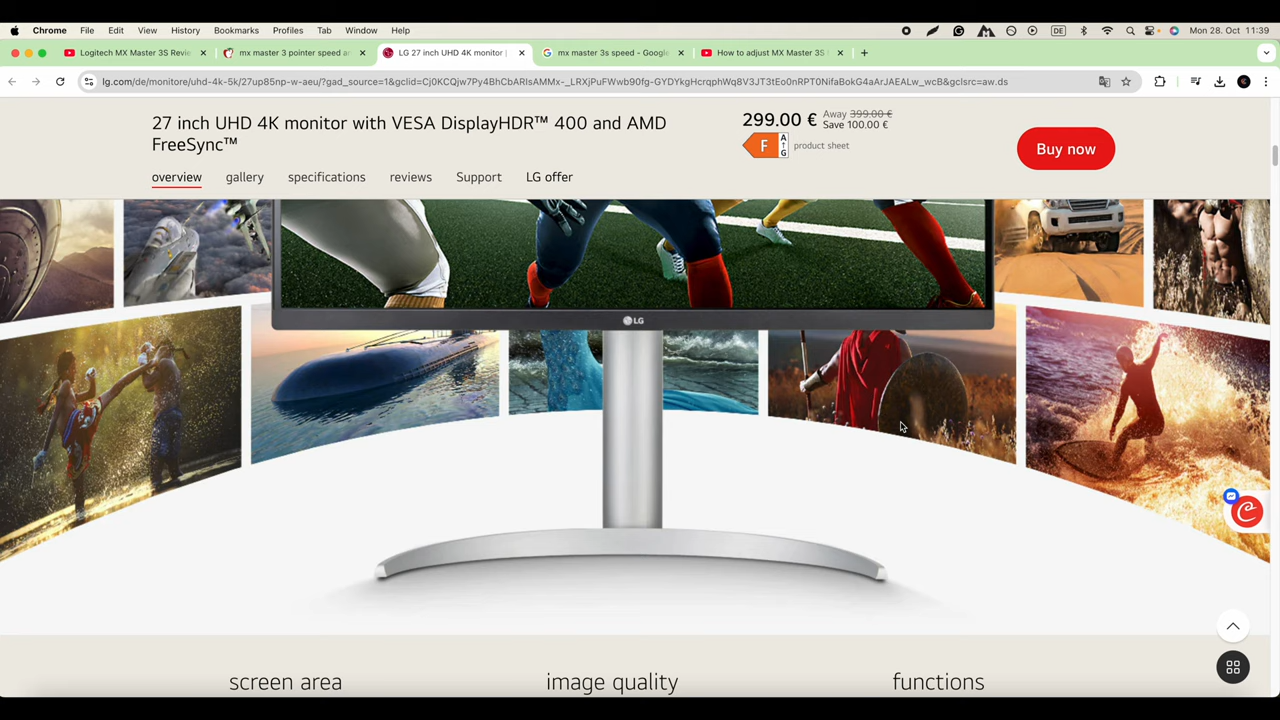 Chrome File Edit View History Bookmarks Profiles Tab Window Help DE Mon 28. Oct 11:39
Logitech MX Master 3S Revie mx master 3 pointer speed a LG 27 inch UHD 4K monitor | mx master 3s speed - Google How to adjust MX Master 3S
lg.com/de/monitore/uhd-4k-5k/27up85np-w-aeu/?gad_source=1&gclid=Cj0KCQjw7Py4BhCbARIsAMMx-_LRXjPuFWwb90fg-GYDYkgHcrqphWq8V3JT3tEo0nRPT0NifaBokG4aArJAEALw_wcB&gclsrc=aw.ds
27 inch UHD 4K monitor with VESA DisplayHDR™ 400 and AMD
FreeSync™
299.00 € Away 399.00 €
Save 100.00 €
F A G product sheet
Buy now
overview gallery specifications reviews Support LG offer
LG
screen area image quality functions